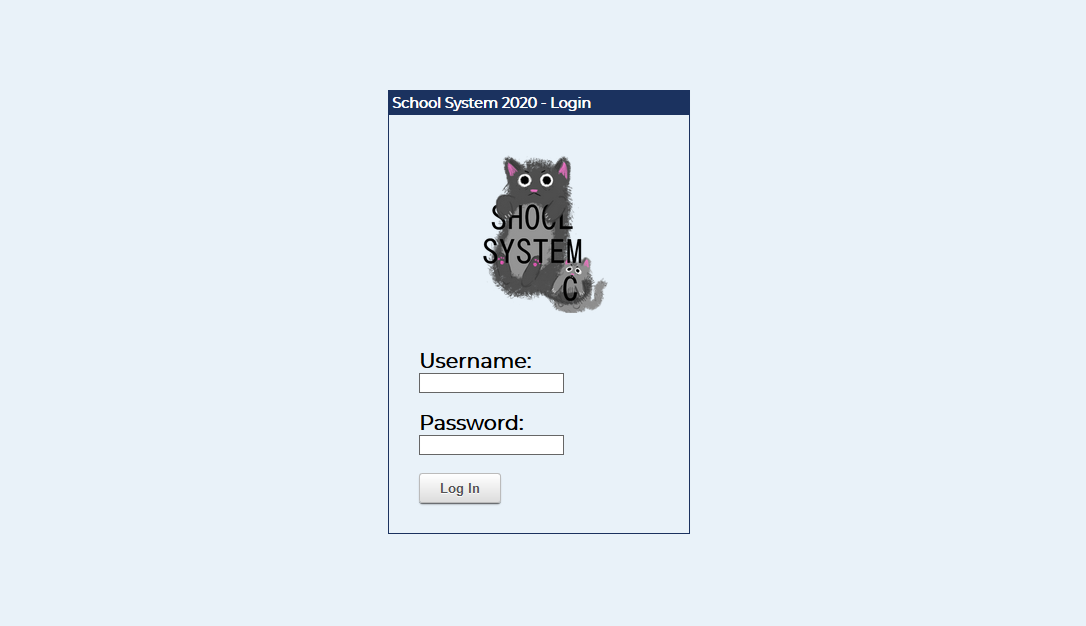 School System 2020 - Login
SHOOL
SYSTEM
C
Username:
Password:
Log In